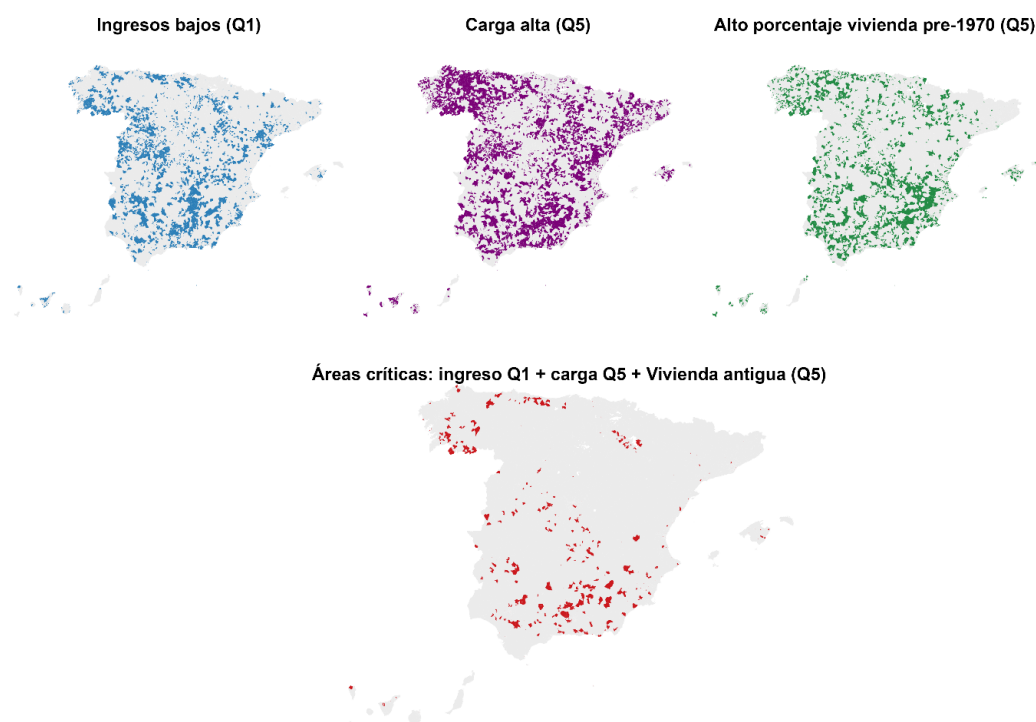 Ingresos bajos (Q1)
Carga alta (Q5)
Alto porcentaje vivienda pre-1970 (Q5)
Áreas críticas: ingreso Q1 + carga Q5 + Vivienda antigua (Q5)